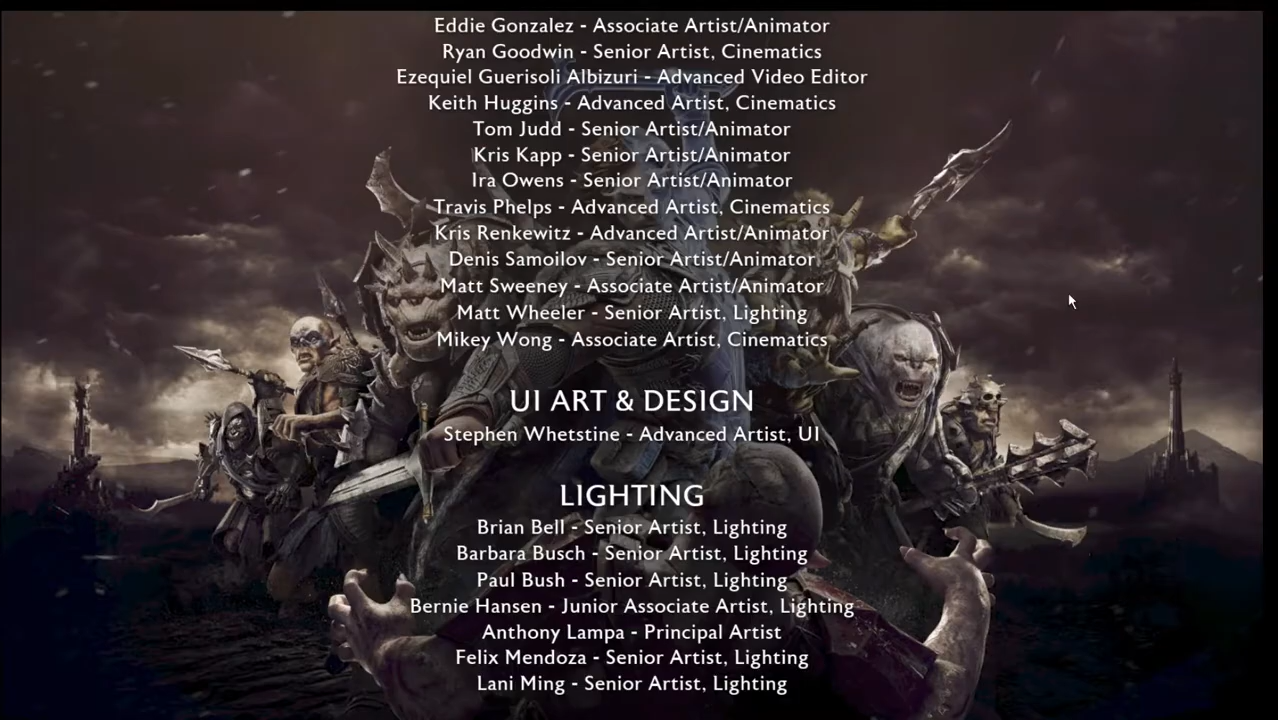 Eddie Gonzalez - Associate Artist/Animator
Ryan Goodwin - Senior Artist, Cinematics
Ezequiel Guerisoli Albizuri - Advanced Video Editor
Keith Huggins - Advanced Artist, Cinematics
Tom Judd - Senior Artist/Animator
Kris Kapp - Senior Artist/Animator
Ira Owens - Senior Artist/Animator
Travis Phelps - Advanced Artist, Cinematics
Kris Renkewitz - Advanced Artist/Animator
Denis Samoilov - Senior Artist/Animator
Matt Sweeney - Associate Artist/Animator
Matt Wheeler - Senior Artist, Lighting
Mikey Wong - Associate Artist, Cinematics
UI ART & DESIGN
Stephen Whetstine - Advanced Artist, UI
LIGHTING
Brian Bell - Senior Artist, Lighting
Barbara Busch - Senior Artist, Lighting
Paul Bush - Senior Artist, Lighting
Bernie Hansen - Junior Associate Artist, Lighting
Anthony Lampa - Principal Artist
Felix Mendoza - Senior Artist, Lighting
Lani Ming - Senior Artist, Lighting